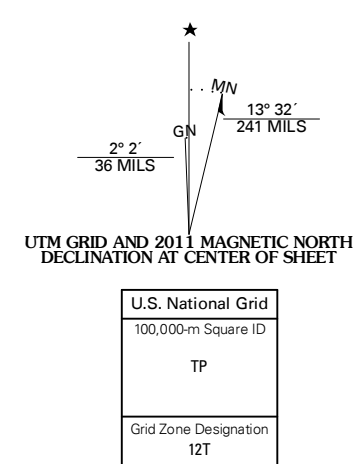 MN
GN
13° 32´
241 MILS
2° 2´
36 MILS
UTM GRID AND 2011 MAGNETIC NORTH
DECLINATION AT CENTER OF SHEET
U.S. National Grid
100,000-m Square ID
TP
Grid Zone Designation
12T